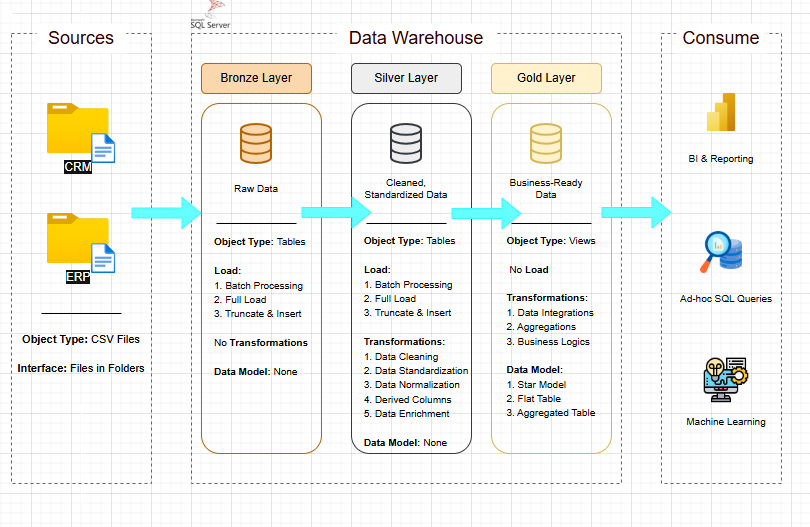 Microsoft
SQL Server
Sources
Data Warehouse
Consume
CRM
ERP
Object Type: CSV Files
Interface: Files in Folders
Bronze Layer
Raw Data
Object Type: Tables
Load:
1. Batch Processing
2. Full Load
3. Truncate & Insert
No Transformations
Data Model: None
Silver Layer
Cleaned,
Standardized Data
Object Type: Tables
Load:
1. Batch Processing
2. Full Load
3. Truncate & Insert
Transformations:
1. Data Cleaning
2. Data Standardization
3. Data Normalization
4. Derived Columns
5. Data Enrichment
Data Model: None
Gold Layer
Business-Ready
Data
Object Type: Views
No Load
Transformations:
1. Data Integrations
2. Aggregations
3. Business Logics
Data Model:
1. Star Model
2. Flat Table
3. Aggregated Table
BI & Reporting
Ad-hoc SQL Queries
Machine Learning